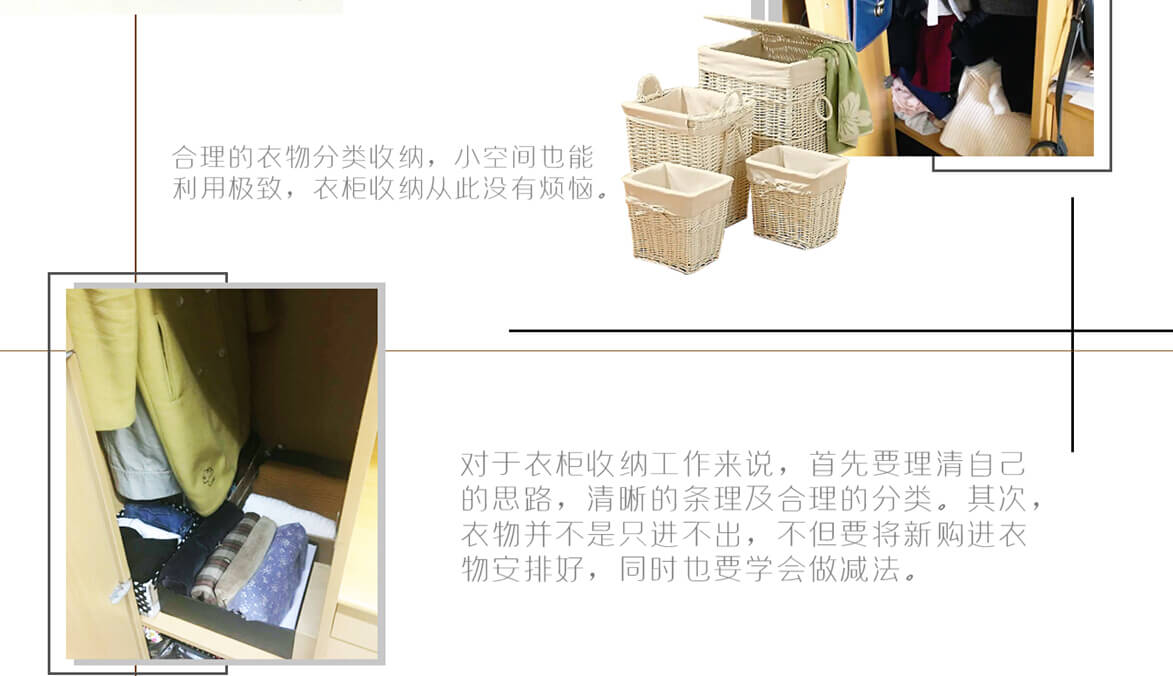 合理的衣物分类收纳，小空间也能
利用极致，衣柜收纳从此没有烦恼。
对于衣柜收纳工作来说，首先要理清自己
的思路，清晰的条理及合理的分类。其次，
衣物并不是只进不出，不但要将新购进衣
物安排好，同时也要学会做减法。